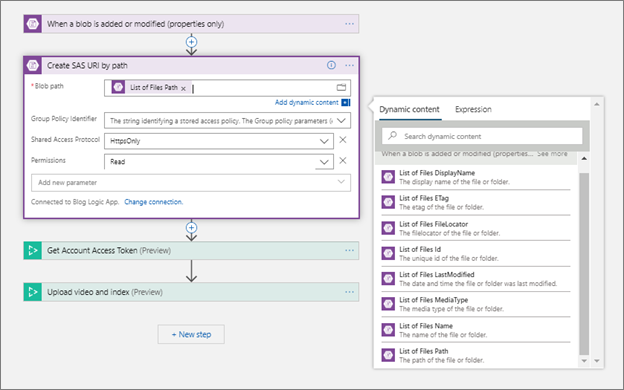 When a blob is added or modified (properties only)
Create SAS URI by path
*Blob path
List of Files Path x
Add dynamic content
Group Policy Identifier
The string identifying a stored access policy. The Group policy parameters (e
Shared Access Protocol
HttpsOnly
Permissions
Read
Add new parameter
Connected to Blog Logic App. Change connection.
Get Account Access Token (Preview)
Upload video and index (Preview)
+ New step
Dynamic content
Expression
Search dynamic content
When a blob is added or modified (properties... See more
List of Files DisplayName
The display name of the file or folder.
List of Files ETag
The etag of the file or folder.
List of Files FileLocator
The filelocator of the file or folder.
List of Files Id
The unique id of the file or folder.
List of Files LastModified
The date and time the file or folder was last modified.
List of Files MediaType
The media type of the file or folder.
List of Files Name
The name of the file or folder.
List of Files Path
The path of the file or folder.